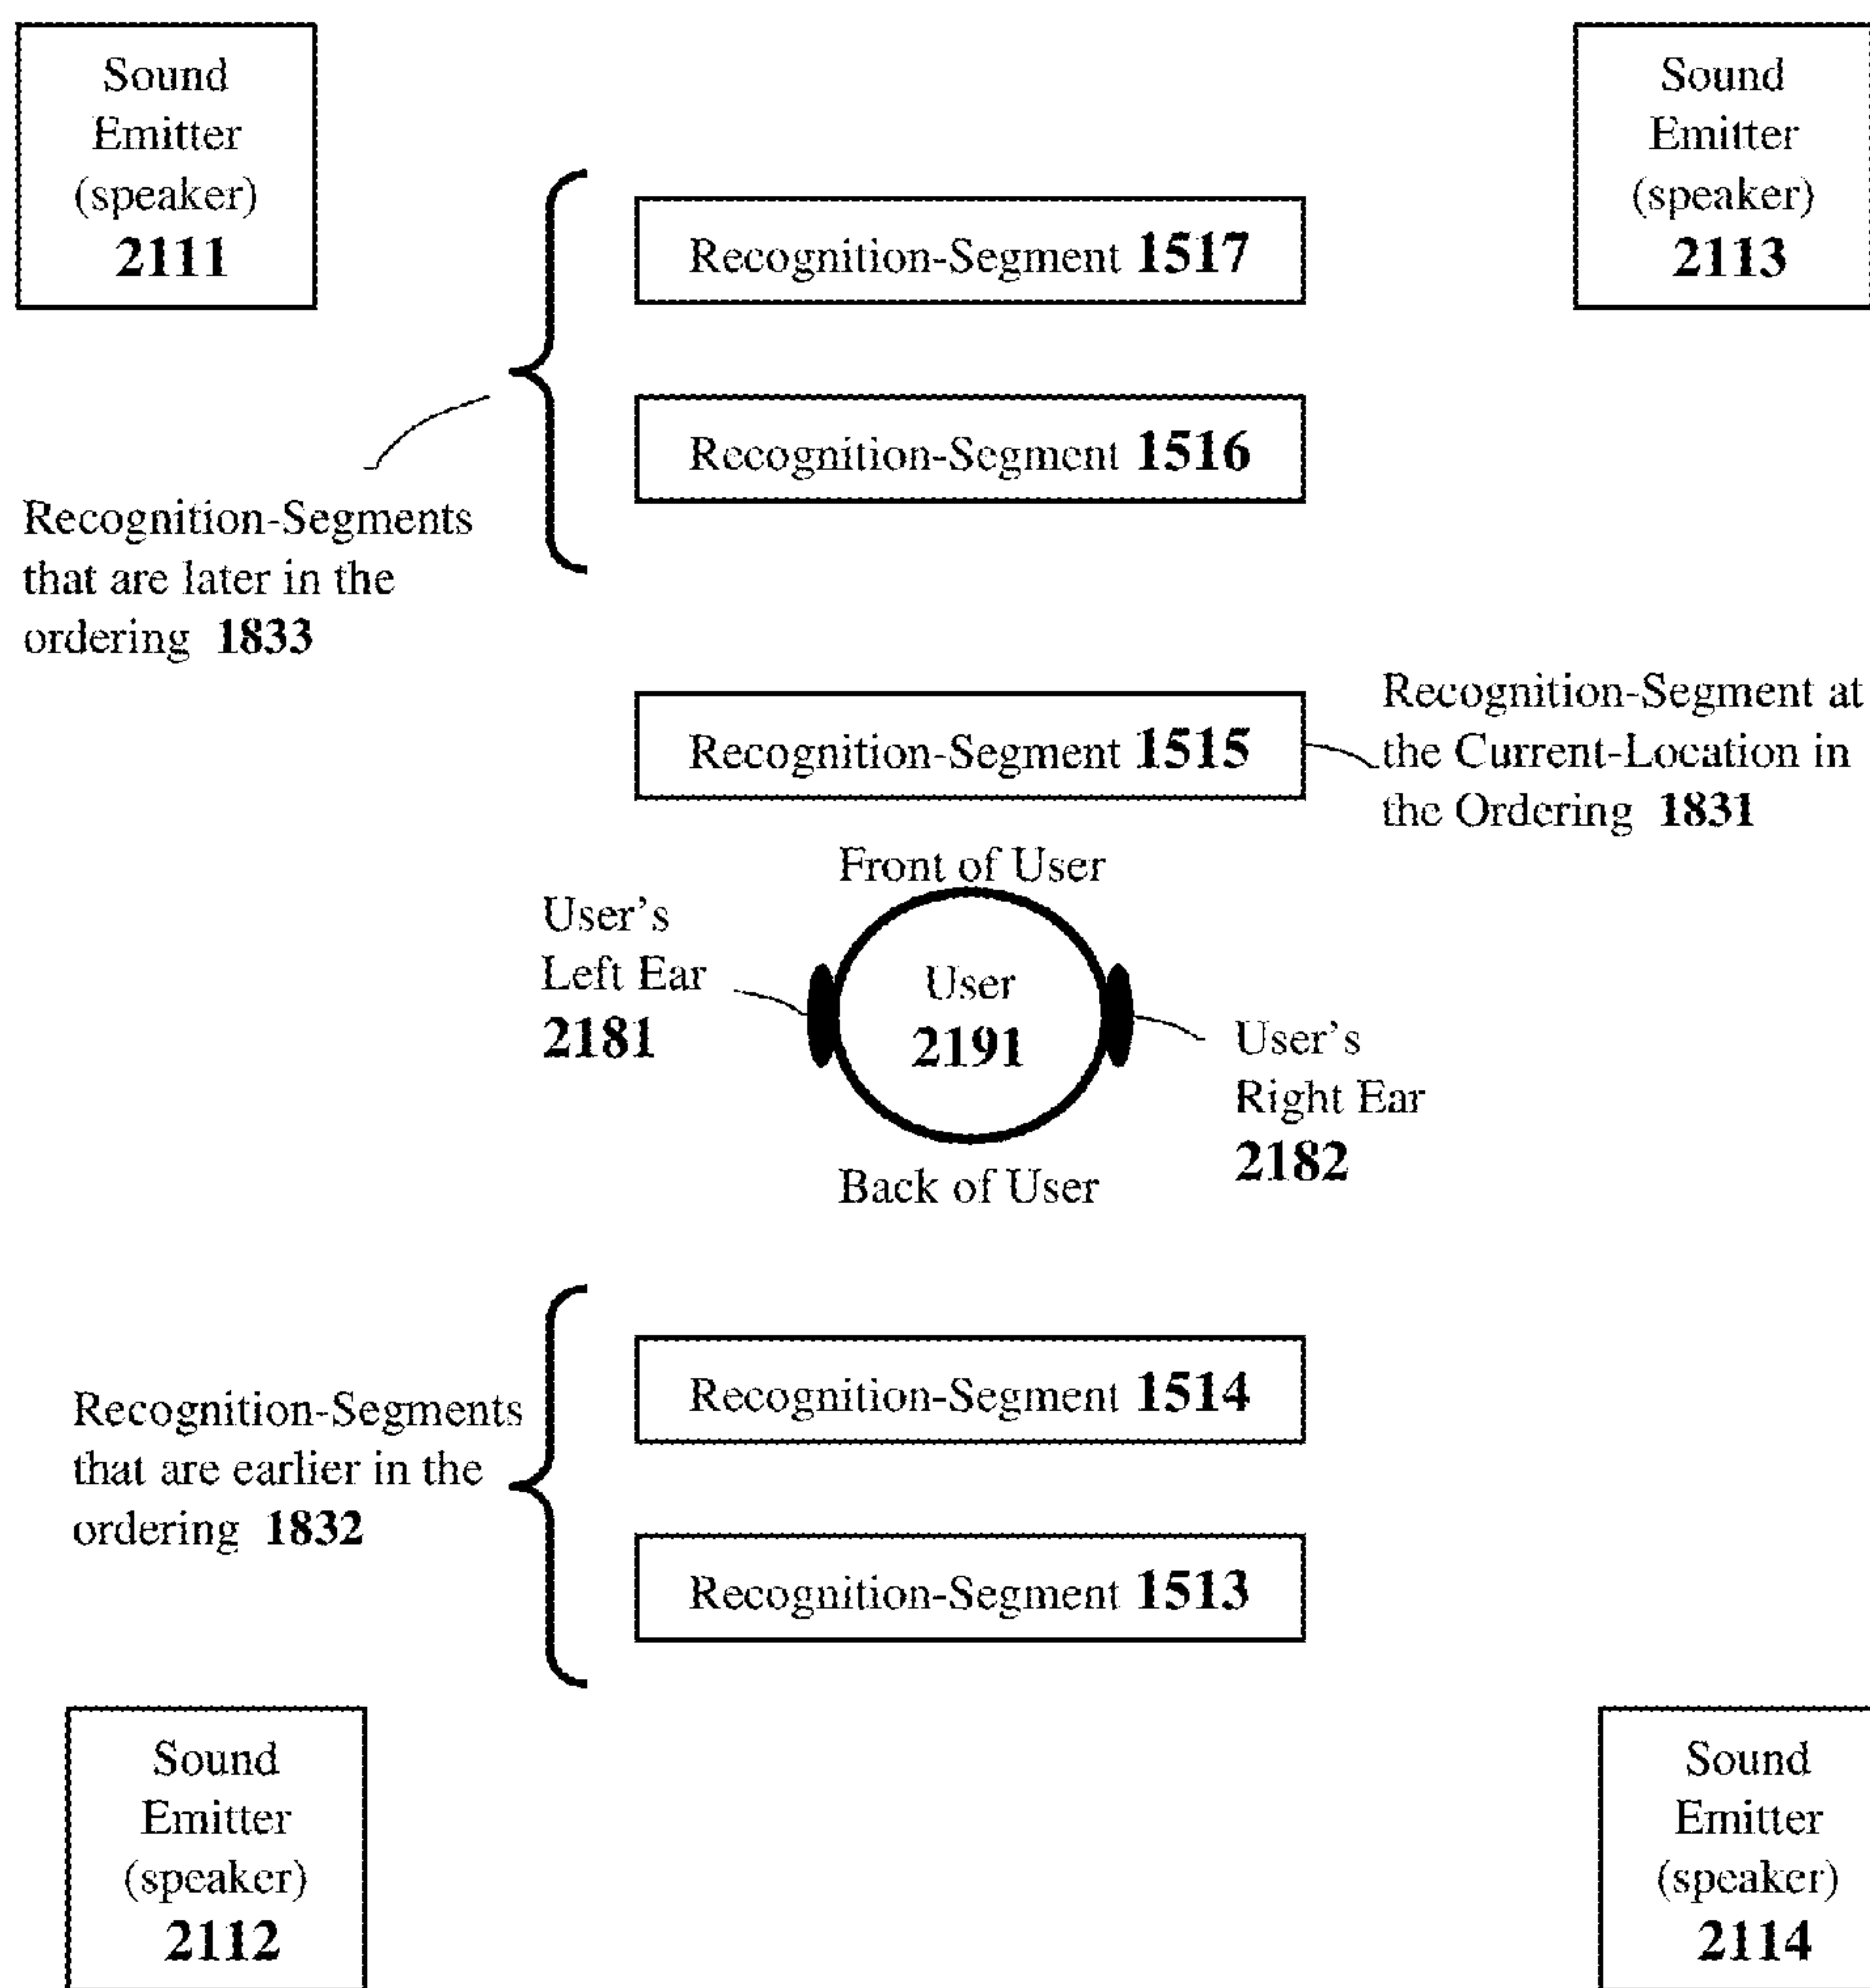 Sound
Emitter
(speaker)
2111
Sound
Emitter
(speaker)
2113
Recognition-Segment 1517
Recognition-Segment 1516
Recognition-Segments
that are later in the
ordering 1833
Recognition-Segment 1515
Recognition-Segment at
the Current-Location in
the Ordering 1831
Front of User
User's
Left Ear
2181
User
2191
User's
Right Ear
2182
Back of User
Recognition-Segment 1514
Recognition-Segments
that are earlier in the
ordering 1832
Recognition-Segment 1513
Sound
Emitter
(speaker)
2112
Sound
Emitter
(speaker)
2114